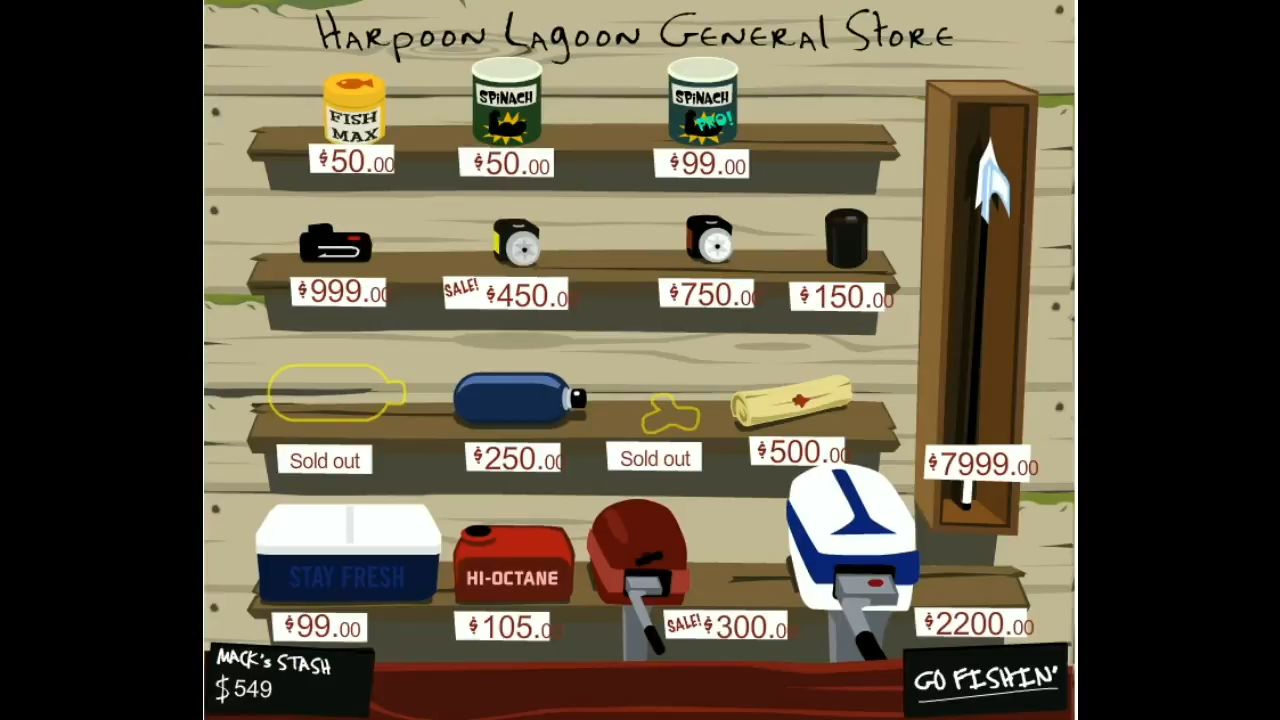 Harpoon Lagoon General Store
FISH
MAX
SPiNACH
SPiNACH
PRO!
$50.00
$50.00
$99.00
$999.00
SALE! $450.00
$750.00
$150.00
Sold out
$250.00
Sold out
$500.00
$7999.00
STAY FRESH
HI-OCTANE
$99.00
$105.00
SALE! $300.00
$2200.00
MACK's STASH
$549
GO FISHIN'